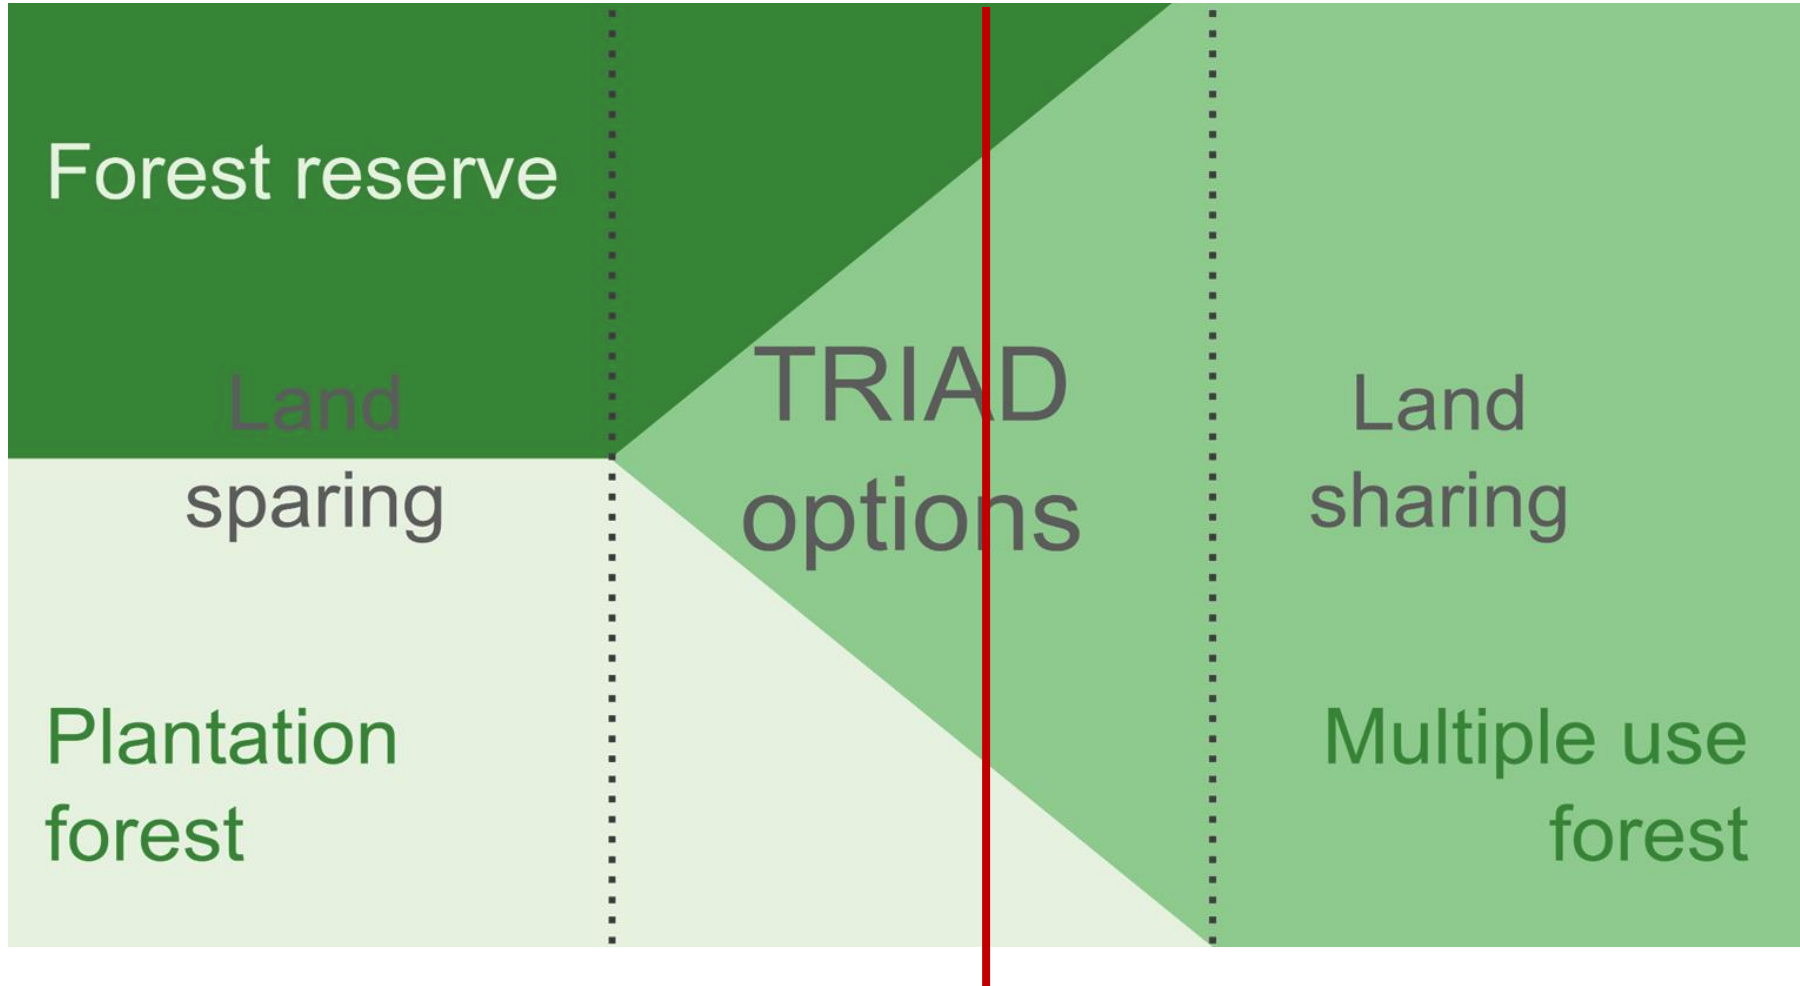 Forest reserve
Land
sparing
Plantation
forest
TRIAD
options
Land
sharing
Multiple use
forest